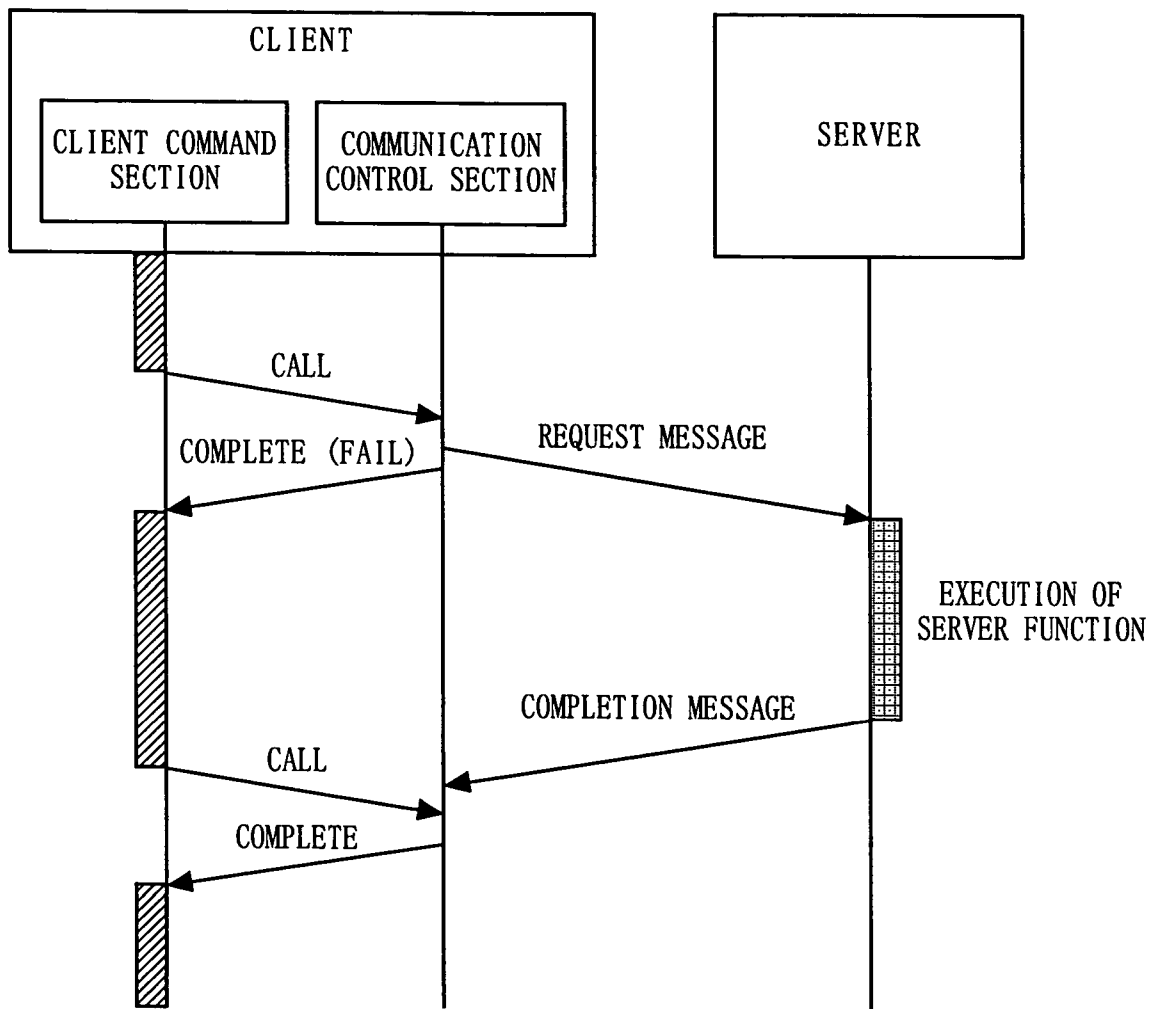 CLIENT
CLIENT COMMAND
SECTION
COMMUNICATION
CONTROL SECTION
SERVER
CALL
COMPLETE (FAIL)
REQUEST MESSAGE
EXECUTION OF
SERVER FUNCTION
COMPLETION MESSAGE
CALL
COMPLETE